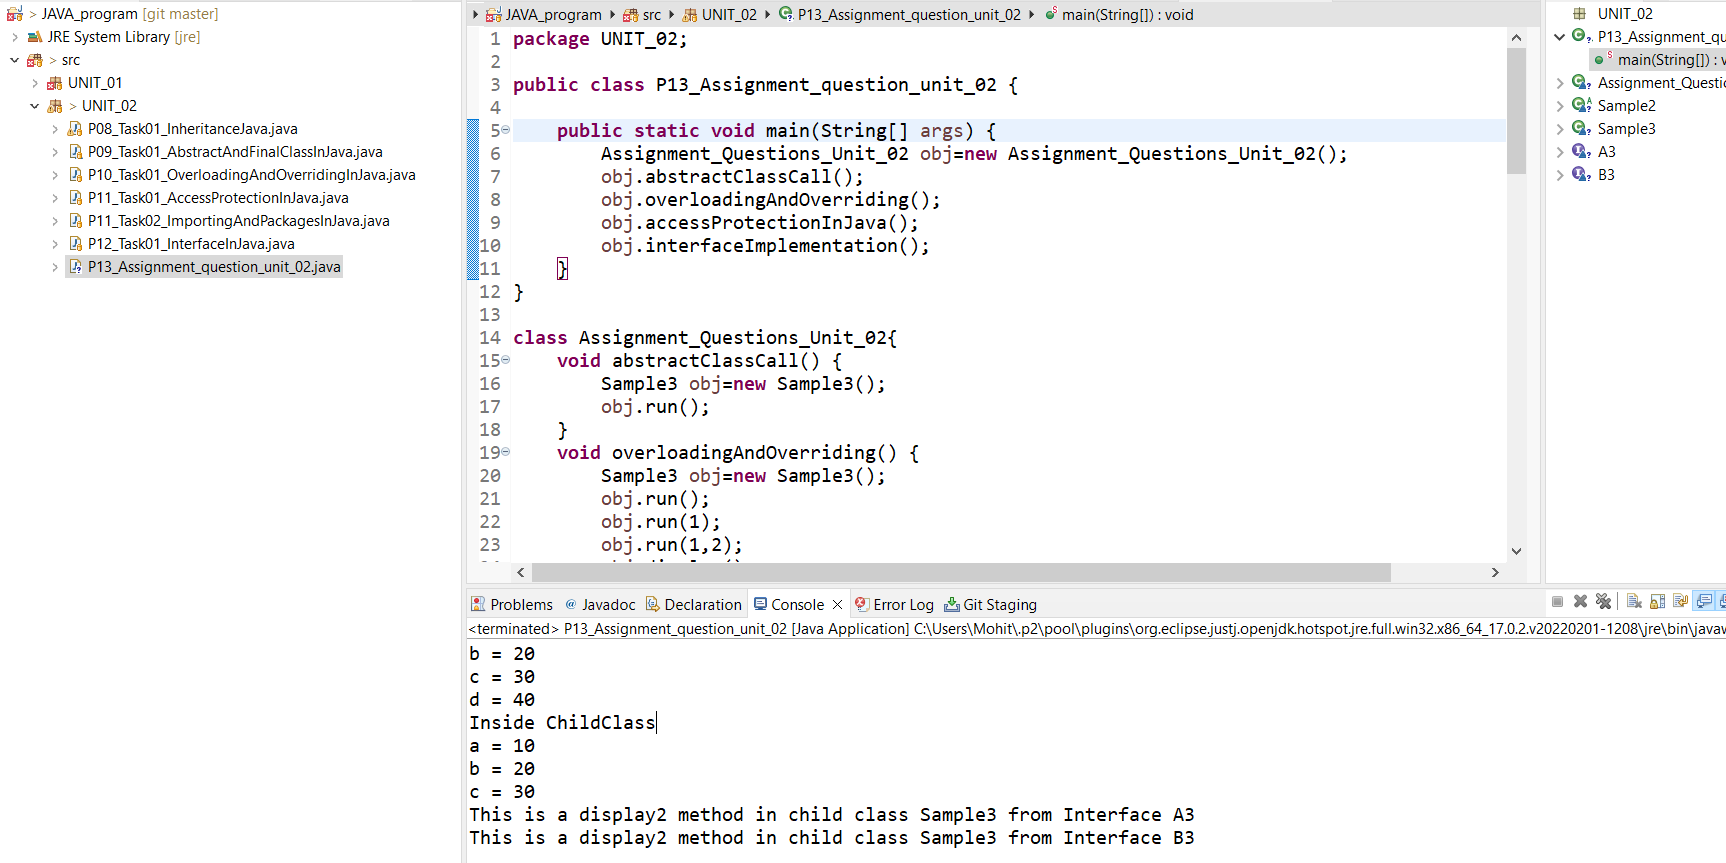 JAVA_program [git master]
JRE System Library [jre]
src
UNIT_01
UNIT_02
P08_Task01_InheritanceJava.java
P09_Task01_AbstractAndFinalClassInJava.java
P10_Task01_OverloadingAndOverridingInJava.java
P11_Task01_AccessProtectionInJava.java
P11_Task02_ImportingAndPackagesInJava.java
P12_Task01_InterfaceInJava.java
P13_Assignment_question_unit_02.java
JAVA_program src UNIT_02 P13_Assignment_question_unit_02 main(String[]) : void
1 package UNIT_02;
2
3 public class P13_Assignment_question_unit_02 {
4
5 public static void main(String[] args) {
6 Assignment_Questions_Unit_02 obj=new Assignment_Questions_Unit_02();
7 obj.abstractClassCall();
8 obj.overloadingAndOverriding();
9 obj.accessProtectionInJava();
10 obj.interfaceImplementation();
11 }
12 }
13
14 class Assignment_Questions_Unit_02{
15 void abstractClassCall() {
16 Sample3 obj=new Sample3();
17 obj.run();
18 }
19 void overloadingAndOverriding() {
20 Sample3 obj=new Sample3();
21 obj.run();
22 obj.run(1);
23 obj.run(1,2);
UNIT_02
P13_Assignment_qu
main(String[]) : v
Assignment_Questio
Sample2
Sample3
A3
B3
Problems @ Javadoc Declaration Console Error Log Git Staging
<terminated> P13_Assignment_question_unit_02 [Java Application] C:\Users\Mohit\.p2\pool\plugins\org.eclipse.justj.openjdk.hotspot.jre.full.win32.x86_64_17.0.2.v20220201-1208\jre\bin\javaw
b = 20
c = 30
d = 40
Inside ChildClass
a = 10
b = 20
c = 30
This is a display2 method in child class Sample3 from Interface A3
This is a display2 method in child class Sample3 from Interface B3